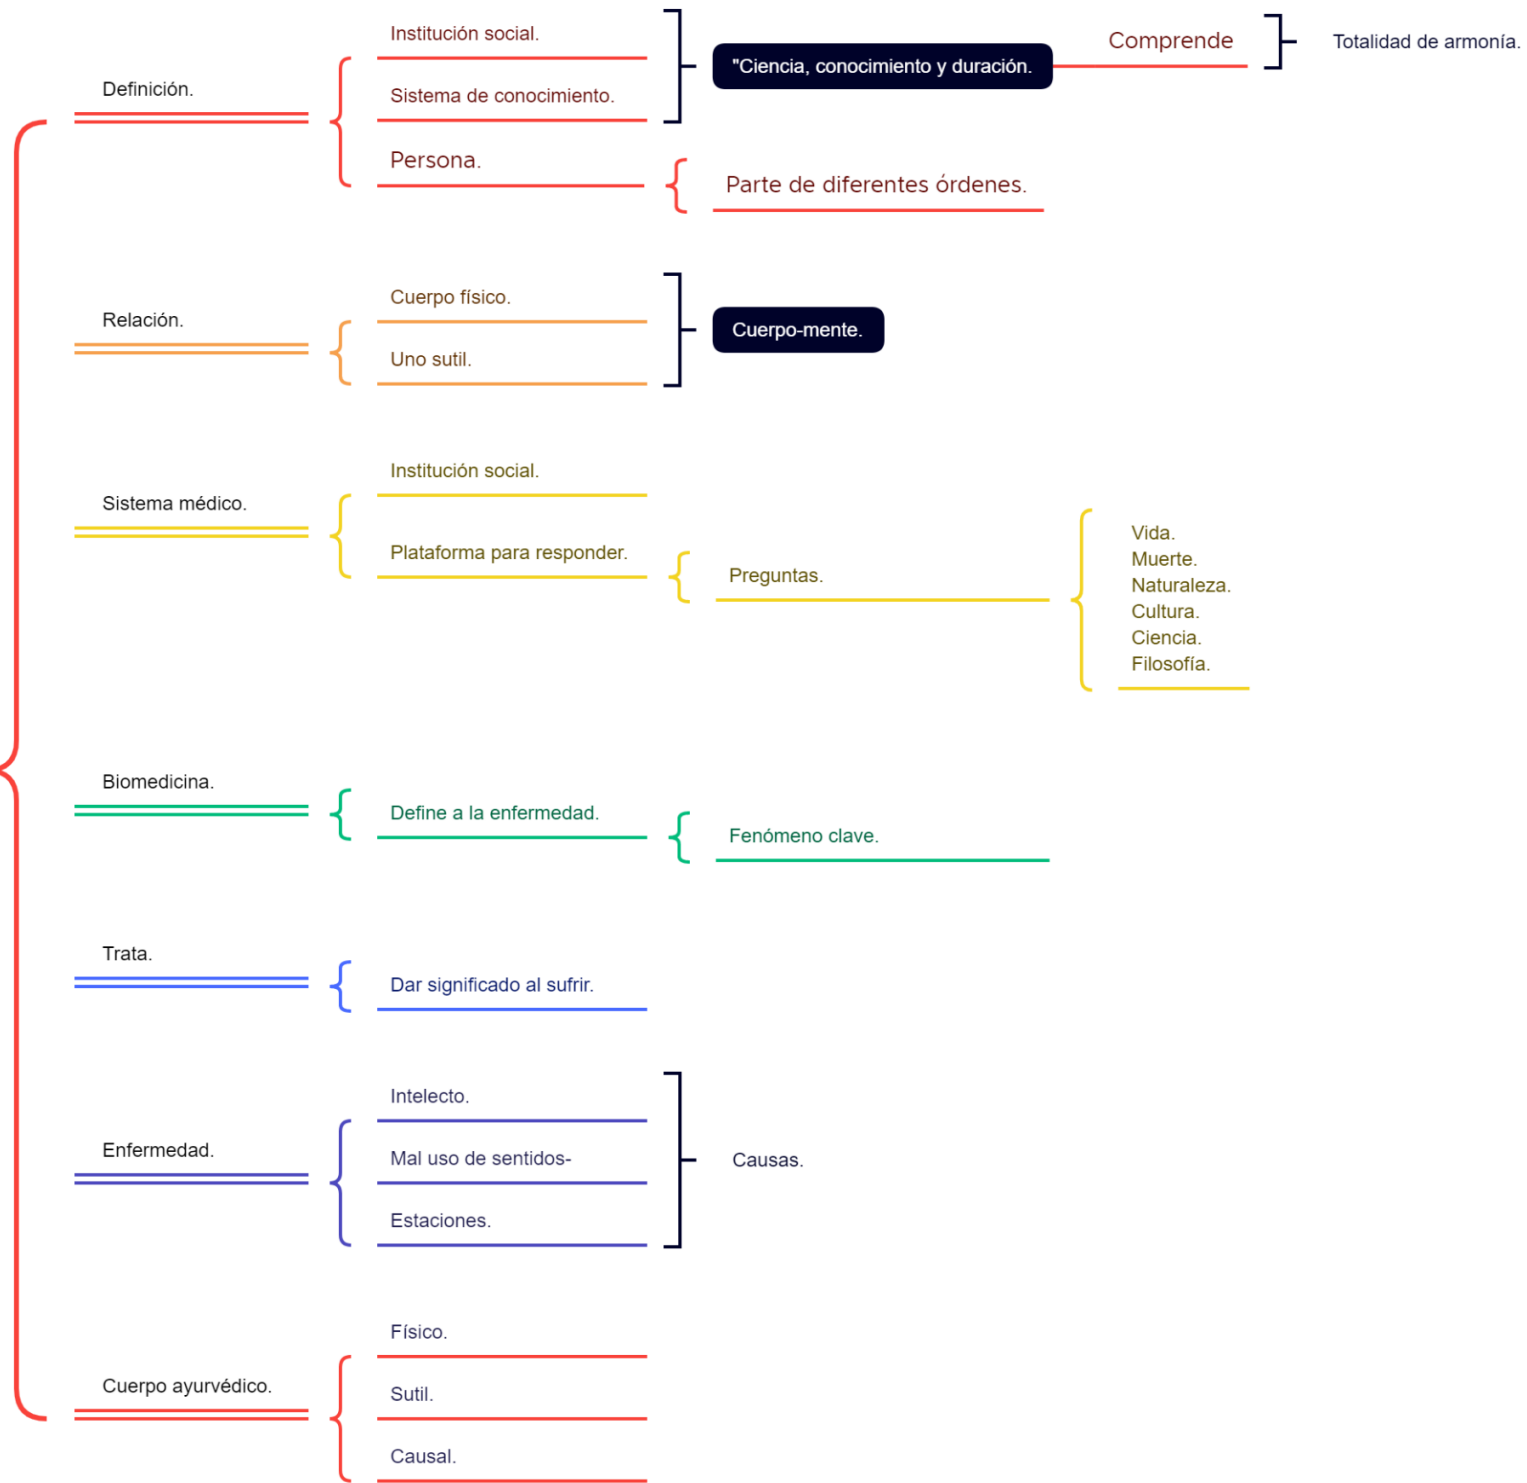 Definición.
Institución social.
Sistema de conocimiento.
"Ciencia, conocimiento y duración.
Comprende
Totalidad de armonía.
Persona.
Parte de diferentes órdenes.
Relación.
Cuerpo físico.
Uno sutil.
Cuerpo-mente.
Sistema médico.
Institución social.
Plataforma para responder.
Preguntas.
Vida.
Muerte.
Naturaleza.
Cultura.
Ciencia.
Filosofía.
Biomedicina.
Define a la enfermedad.
Fenómeno clave.
Trata.
Dar significado al sufrir.
Enfermedad.
Intelecto.
Mal uso de sentidos-
Estaciones.
Causas.
Cuerpo ayurvédico.
Físico.
Sutil.
Causal.